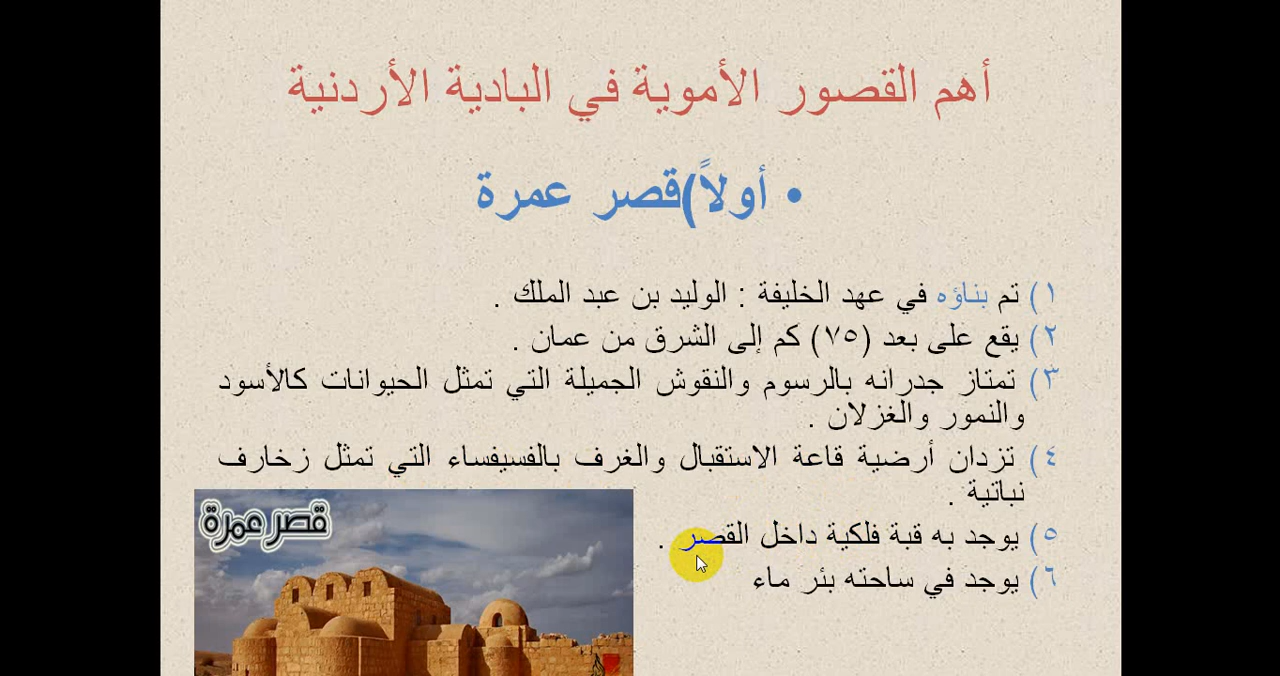 أهم القصور الأموية في البادية الأردنية
• أولاً)قصر عمرة
١) تم بناؤه في عهد الخليفة : الوليد بن عبد الملك .
٢) يقع على بعد (٧٥) كم إلى الشرق من عمان .
٣) تمتاز جدرانه بالرسوم والنقوش الجميلة التي تمثل الحيوانات كالأسود
والنمور والغزلان .
٤) تزدان أرضية قاعة الاستقبال والغرف بالفسيفساء التي تمثل زخارف
نباتية .
٥) يوجد به قبة فلكية داخل القصر .
٦) يوجد في ساحته بئر ماء
قصر عمرة